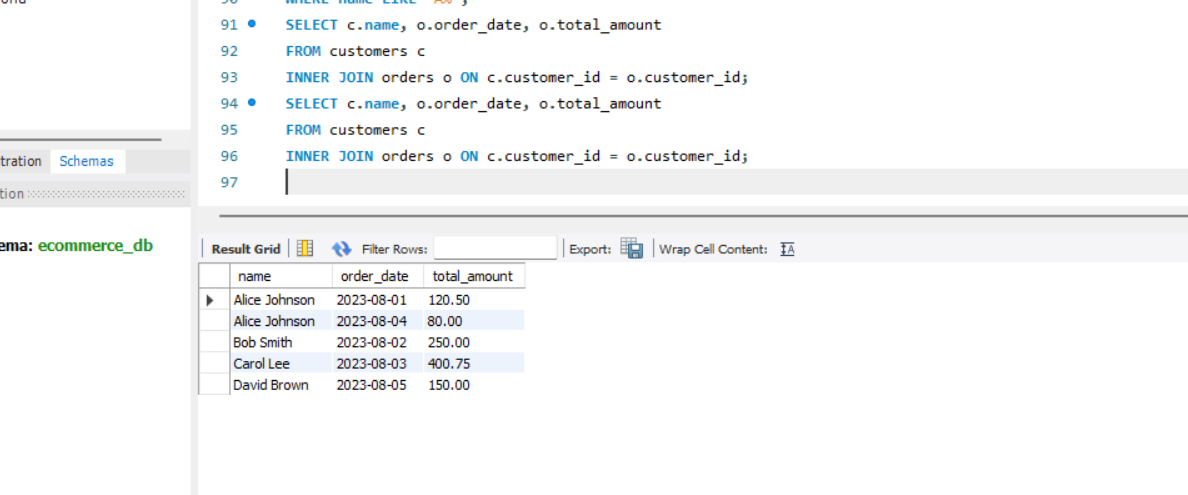 90 WHERE name LIKE 'A%';
91 SELECT c.name, o.order_date, o.total_amount
92 FROM customers c
93 INNER JOIN orders o ON c.customer_id = o.customer_id;
94 SELECT c.name, o.order_date, o.total_amount
95 FROM customers c
96 INNER JOIN orders o ON c.customer_id = o.customer_id;
97
tration Schemas
tion
ema: ecommerce_db
Result Grid Filter Rows: Export: Wrap Cell Content: IA
name order_date total_amount
Alice Johnson 2023-08-01 120.50
Alice Johnson 2023-08-04 80.00
Bob Smith 2023-08-02 250.00
Carol Lee 2023-08-03 400.75
David Brown 2023-08-05 150.00